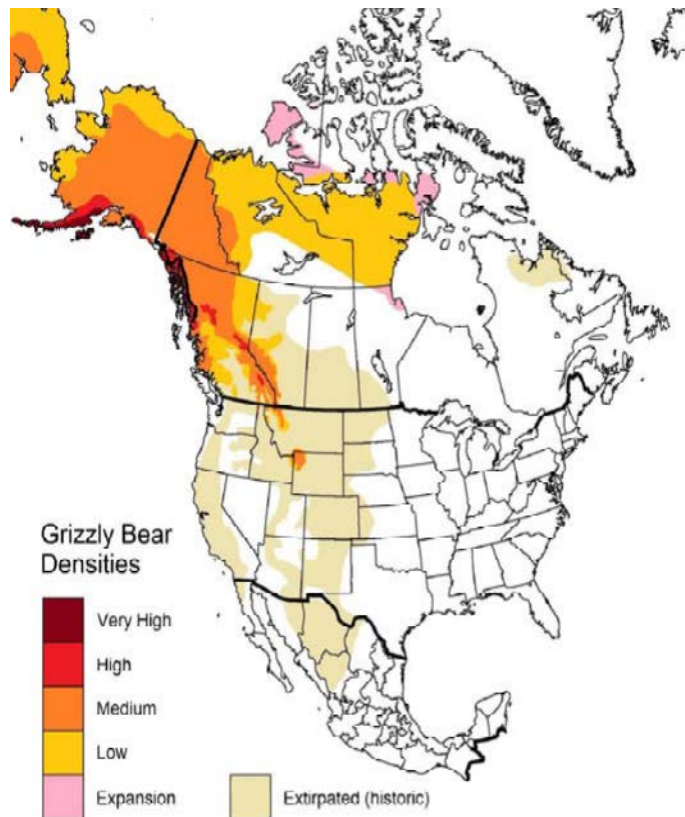 Grizzly Bear
Densities
Very High
High
Medium
Low
Expansion
Extirpated (historic)